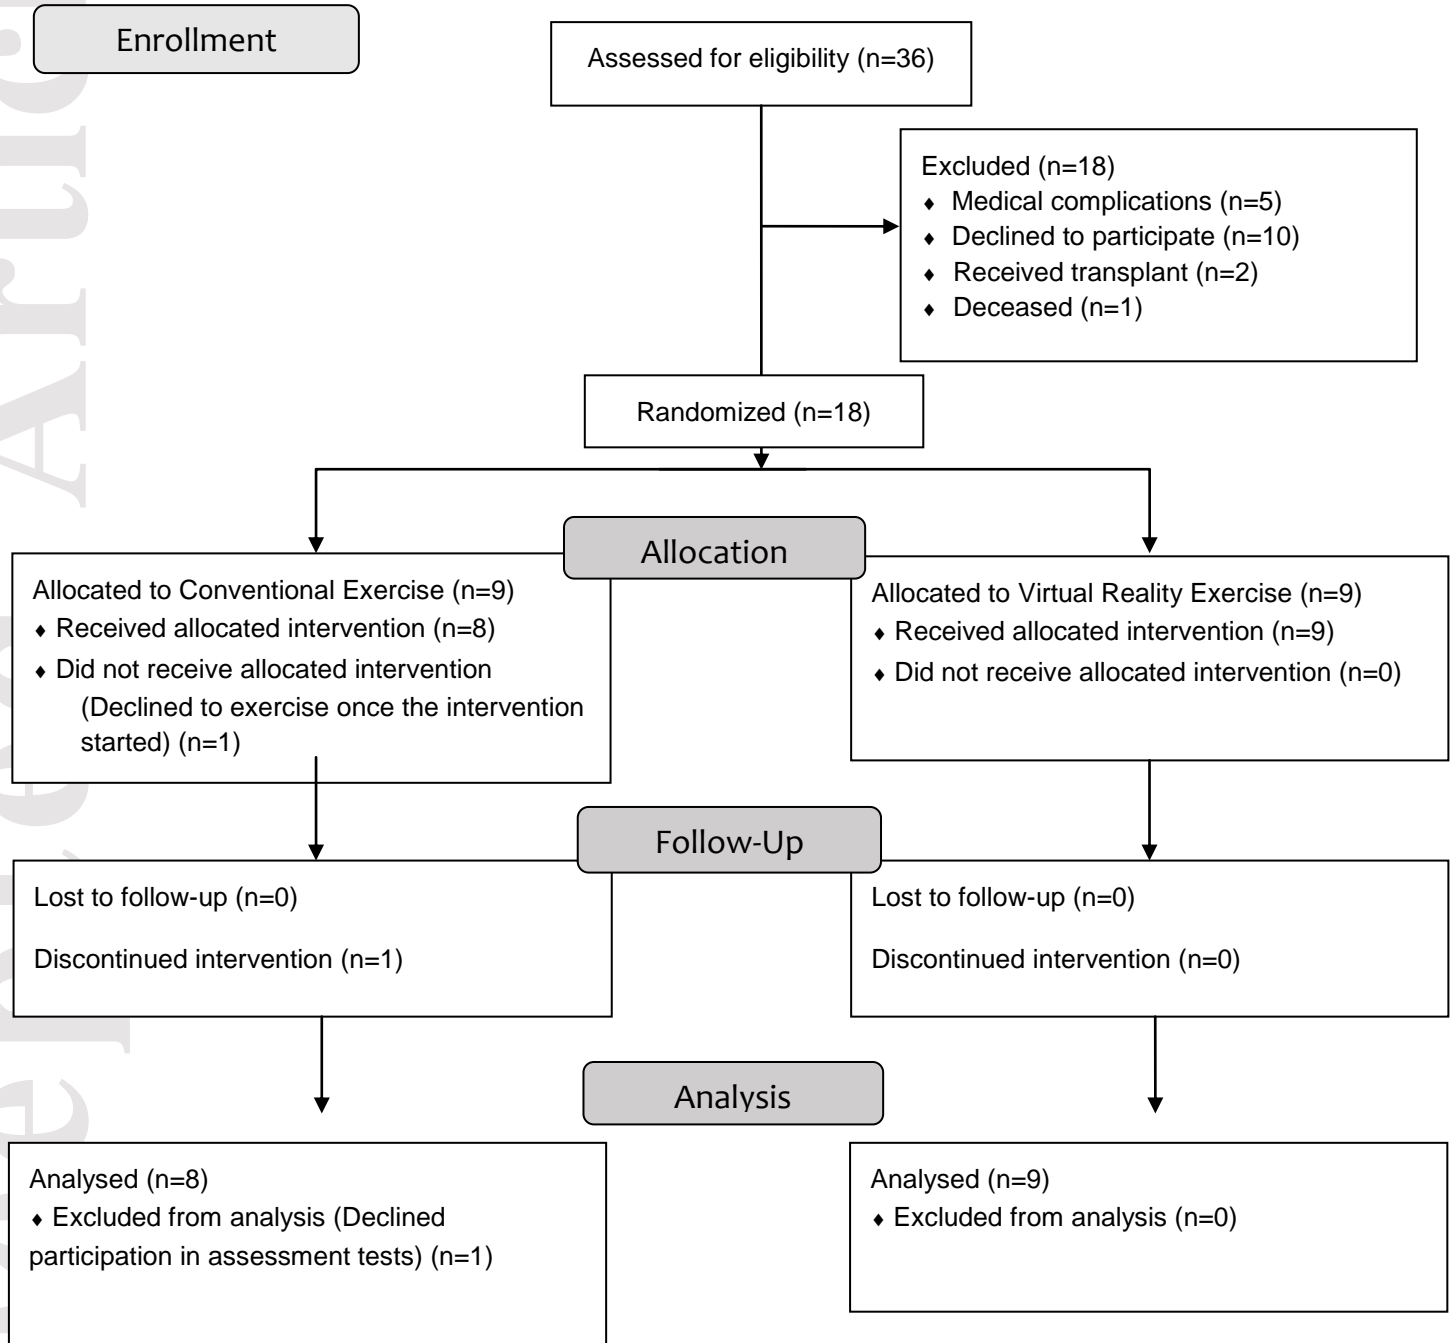 Enrollment
Assessed for eligibility (n=36)
Excluded (n=18)
♦ Medical complications (n=5)
♦ Declined to participate (n=10)
♦ Received transplant (n=2)
♦ Deceased (n=1)
Randomized (n=18)
Allocation
Allocated to Conventional Exercise (n=9)
♦ Received allocated intervention (n=8)
♦ Did not receive allocated intervention
(Declined to exercise once the intervention
started) (n=1)
Allocated to Virtual Reality Exercise (n=9)
♦ Received allocated intervention (n=9)
♦ Did not receive allocated intervention (n=0)
Follow-Up
Lost to follow-up (n=0)
Discontinued intervention (n=1)
Lost to follow-up (n=0)
Discontinued intervention (n=0)
Analysis
Analysed (n=8)
♦ Excluded from analysis (Declined
participation in assessment tests) (n=1)
Analysed (n=9)
♦ Excluded from analysis (n=0)